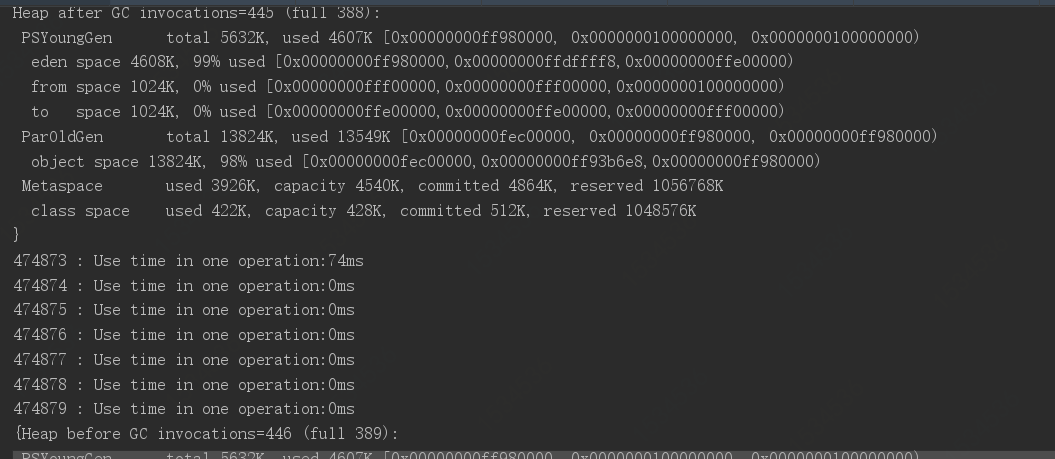 Heap after GC invocations=445 (full 388):
PSYoungGen      total 5632K, used 4607K [0x00000000ff980000, 0x0000000100000000, 0x0000000100000000)
eden space 4608K, 99% used [0x00000000ff980000,0x00000000ffdffff8,0x00000000ffe00000)
from space 1024K, 0% used [0x00000000fff00000,0x00000000fff00000,0x0000000100000000)
to   space 1024K, 0% used [0x00000000ffe00000,0x00000000ffe00000,0x00000000fff00000)
ParOldGen       total 13824K, used 13549K [0x00000000fec00000, 0x00000000ff980000, 0x00000000ff980000)
object space 13824K, 98% used [0x00000000fec00000,0x00000000ff93b6e8,0x00000000ff980000)
Metaspace       used 3926K, capacity 4540K, committed 4864K, reserved 1056768K
class space    used 422K, capacity 428K, committed 512K, reserved 1048576K
}
474873 : Use time in one operation:74ms
474874 : Use time in one operation:0ms
474875 : Use time in one operation:0ms
474876 : Use time in one operation:0ms
474877 : Use time in one operation:0ms
474878 : Use time in one operation:0ms
474879 : Use time in one operation:0ms
{Heap before GC invocations=446 (full 389):
PSYoungGen      total 5632K, used 4607K [0x00000000ff980000, 0x0000000100000000, 0x0000000100000000)